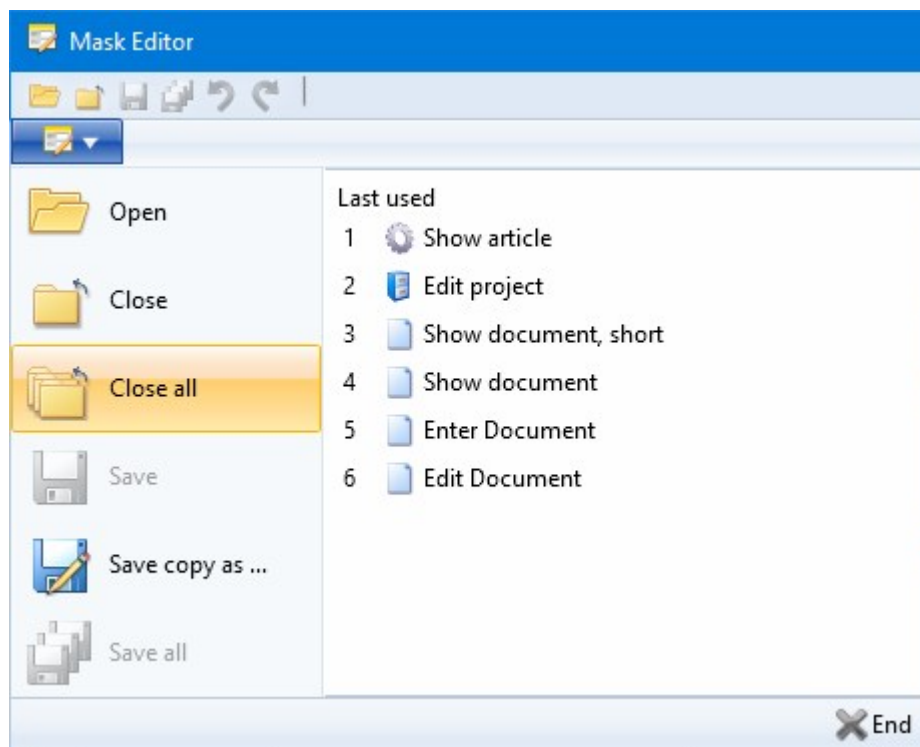 Mask Editor
Open
Close
Close all
Save
Save copy as ...
Save all
Last used
1 Show article
2 Edit project
3 Show document, short
4 Show document
5 Enter Document
6 Edit Document
End